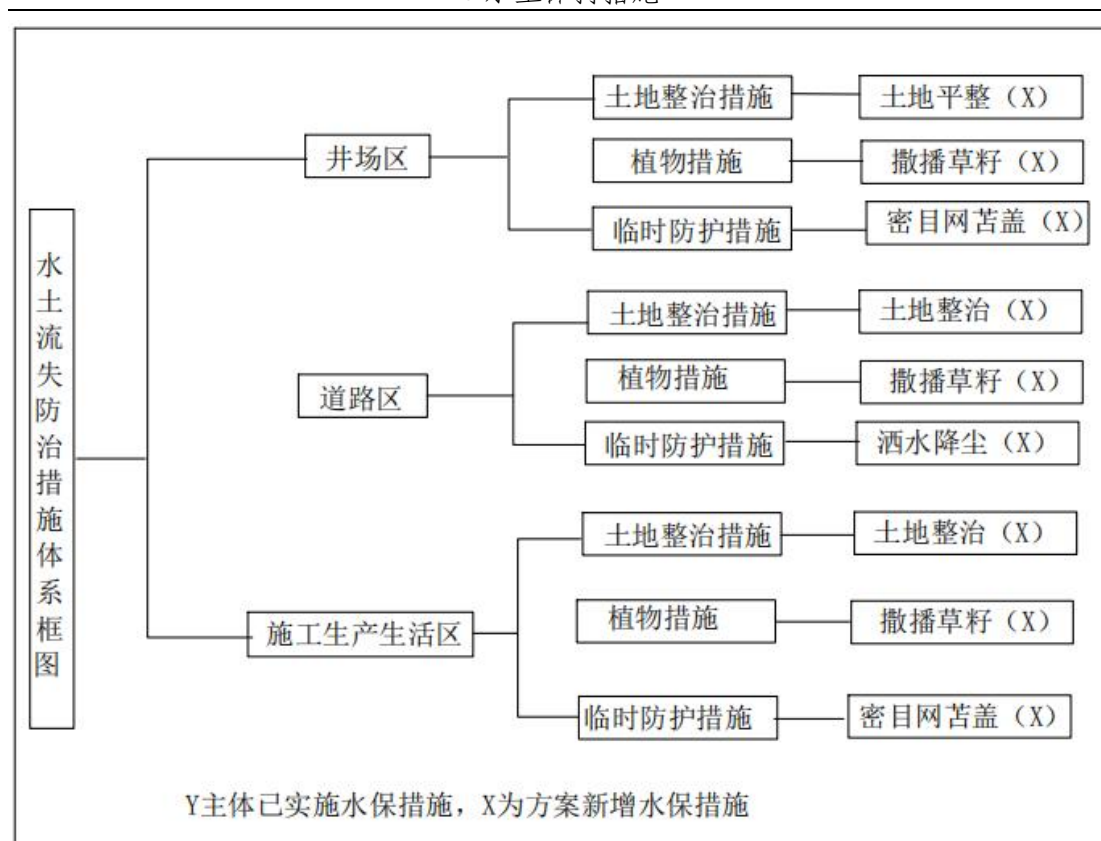 水土流失防治措施体系框图
井场区
土地整治措施
土地平整（X）
植物措施
撒播草籽（X）
临时防护措施
密目网苫盖（X）
道路区
土地整治措施
土地整治（X）
植物措施
撒播草籽（X）
临时防护措施
洒水降尘（X）
施工生产生活区
土地整治措施
土地整治（X）
植物措施
撒播草籽（X）
临时防护措施
密目网苫盖（X）
Y主体已实施水保措施，X为方案新增水保措施